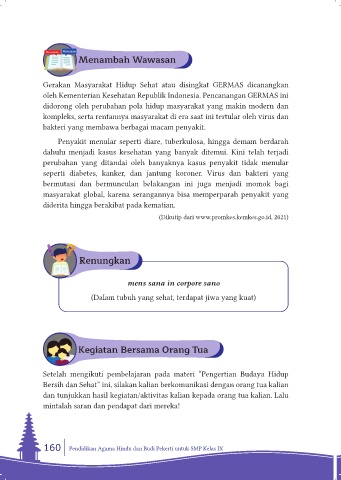 Menambah Wawasan
Gerakan Masyarakat Hidup Sehat atau disingkat GERMAS dicanangkan
oleh Kementerian Kesehatan Republik Indonesia. Pencanangan GERMAS ini
didorong oleh perubahan pola hidup masyarakat yang makin modern dan
kompleks, serta rentannya masyarakat di era saat ini tertular oleh virus dan
bakteri yang membawa berbagai macam penyakit.
Penyakit menular seperti diare, tuberkulosa, hingga demam berdarah
dahulu menjadi kasus kesehatan yang banyak ditemui. Kini telah terjadi
perubahan yang ditandai oleh banyaknya kasus penyakit tidak menular
seperti diabetes, kanker, dan jantung koroner. Virus dan bakteri yang
bermutasi dan bermunculan belakangan ini juga menjadi momok bagi
masyarakat global, karena serangannya bisa memperparah penyakit yang
diderita hingga berakibat pada kematian.
(Dikutip dari www.promkes.kemkes.go.id, 2021)
Renungkan
mens sana in corpore sano
(Dalam tubuh yang sehat, terdapat jiwa yang kuat)
Kegiatan Bersama Orang Tua
Setelah mengikuti pembelajaran pada materi "Pengertian Budaya Hidup
Bersih dan Sehat" ini, silakan kalian berkomunikasi dengan orang tua kalian
dan tunjukkan hasil kegiatan/aktivitas kalian kepada orang tua kalian. Lalu
mintalah saran dan pendapat dari mereka!
160 Pendidikan Agama Hindu dan Budi Pekerti untuk SMP Kelas IX